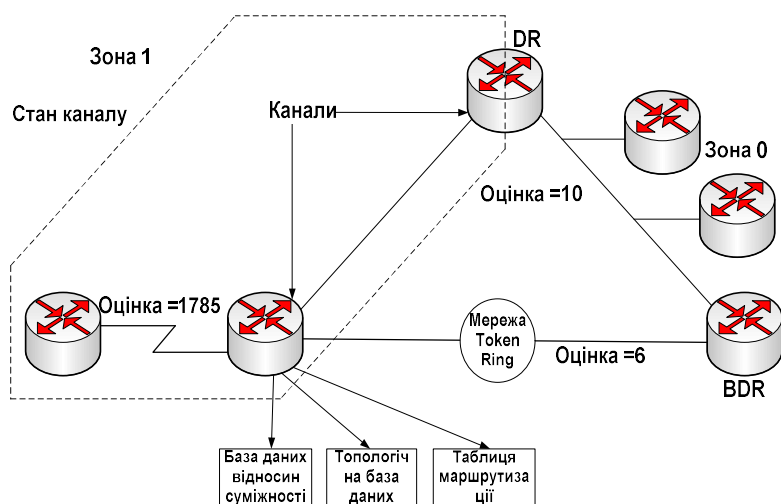 DR
Зона 1
Стан каналу
Канали
Зона 0
Оцінка =10
Оцінка =1785
Мережа
Token
Ring
Оцінка =6
BDR
База даних
відносин
суміжності
Топологіч
на база
даних
Таблиця
маршрутиза
ції